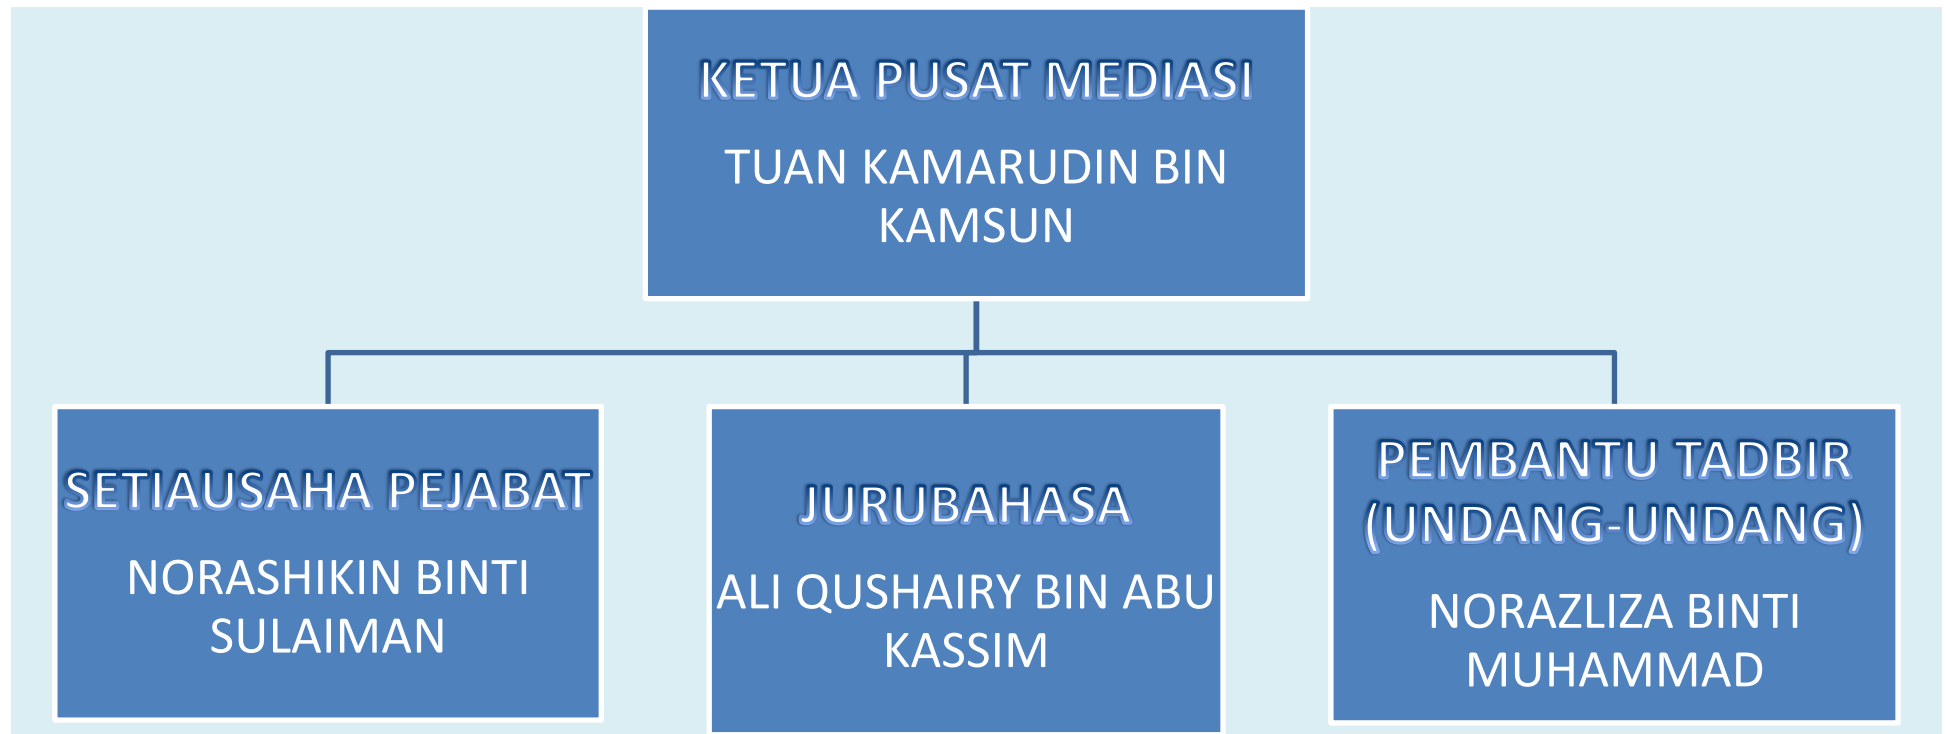 KETUA PUSAT MEDIASI
TUAN KAMARUDIN BIN
KAMSUN
SETIAUSAHA PEJABAT
NORASHIKIN BINTI
SULAIMAN
JURUBAHASA
ALI QUSHAIRY BIN ABU
KASSIM
PEMBANTU TADBIR
(UNDANG-UNDANG)
NORAZLIZA BINTI
MUHAMMAD